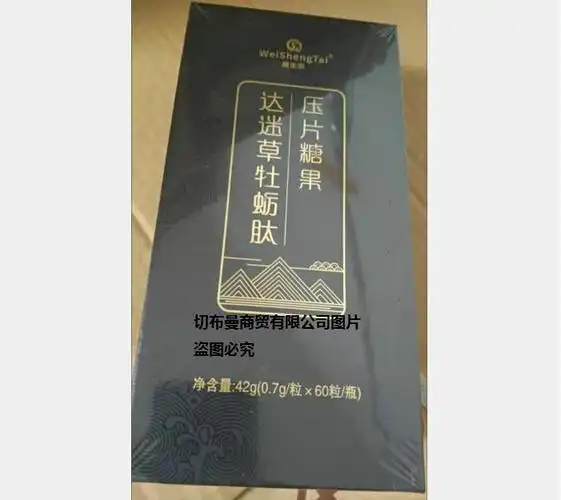 WeiShengTai®
压片糖果
达迷草牡蛎肽
切布曼商贸有限公司图片
盗图必究
净含量:42g(0.7g/粒×60粒/瓶)